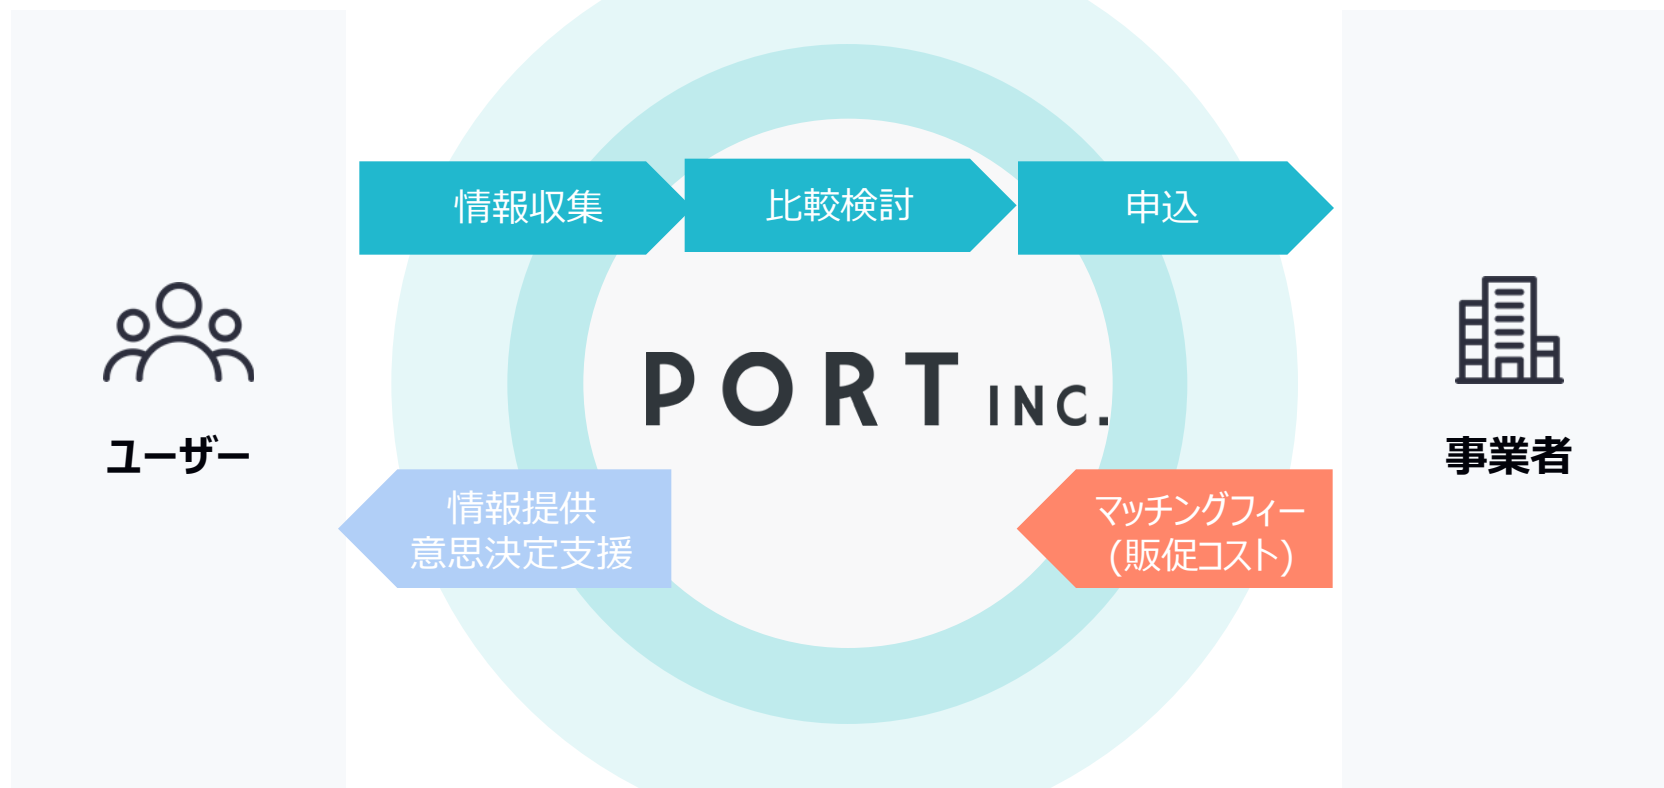 情報収集
比較検討
申込
PORT INC.
ユーザー
事業者
情報提供
意思決定支援
マッチングフィー
(販促コスト)